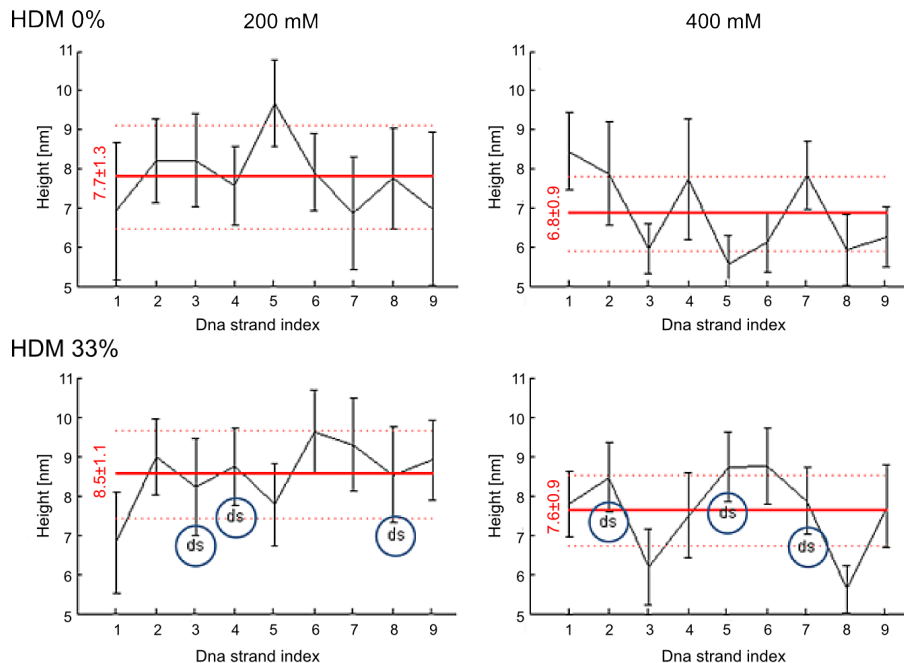 HDM 0%
200 mM
400 mM
11
10
9
8
7
6
5
Height [nm]
7.7±1.3
1 2 3 4 5 6 7 8 9
Dna strand index
11
10
9
8
7
6
5
Height [nm]
6.8±0.9
1 2 3 4 5 6 7 8 9
Dna strand index
HDM 33%
11
10
9
8
7
6
5
Height [nm]
8.5±1.1
ds
ds
ds
1 2 3 4 5 6 7 8 9
Dna strand index
11
10
9
8
7
6
5
Height [nm]
7.6±0.9
ds
ds
ds
1 2 3 4 5 6 7 8 9
Dna strand index